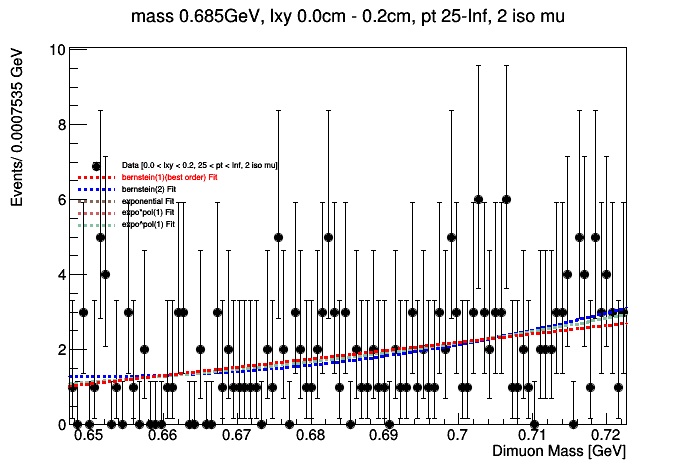 mass 0.685GeV, lxy 0.0cm - 0.2cm, pt 25-Inf, 2 iso mu
Events/ 0.0007535 GeV
10
8
6
4
2
0
Data [0.0 < lxy < 0.2, 25 < pt < Inf, 2 iso mu]
bernstein(1)(best order) Fit
bernstein(2) Fit
exponential Fit
expo*pol(1) Fit
expo*pol(1) Fit
0.65 0.66 0.67 0.68 0.69 0.7 0.71 0.72
Dimuon Mass [GeV]